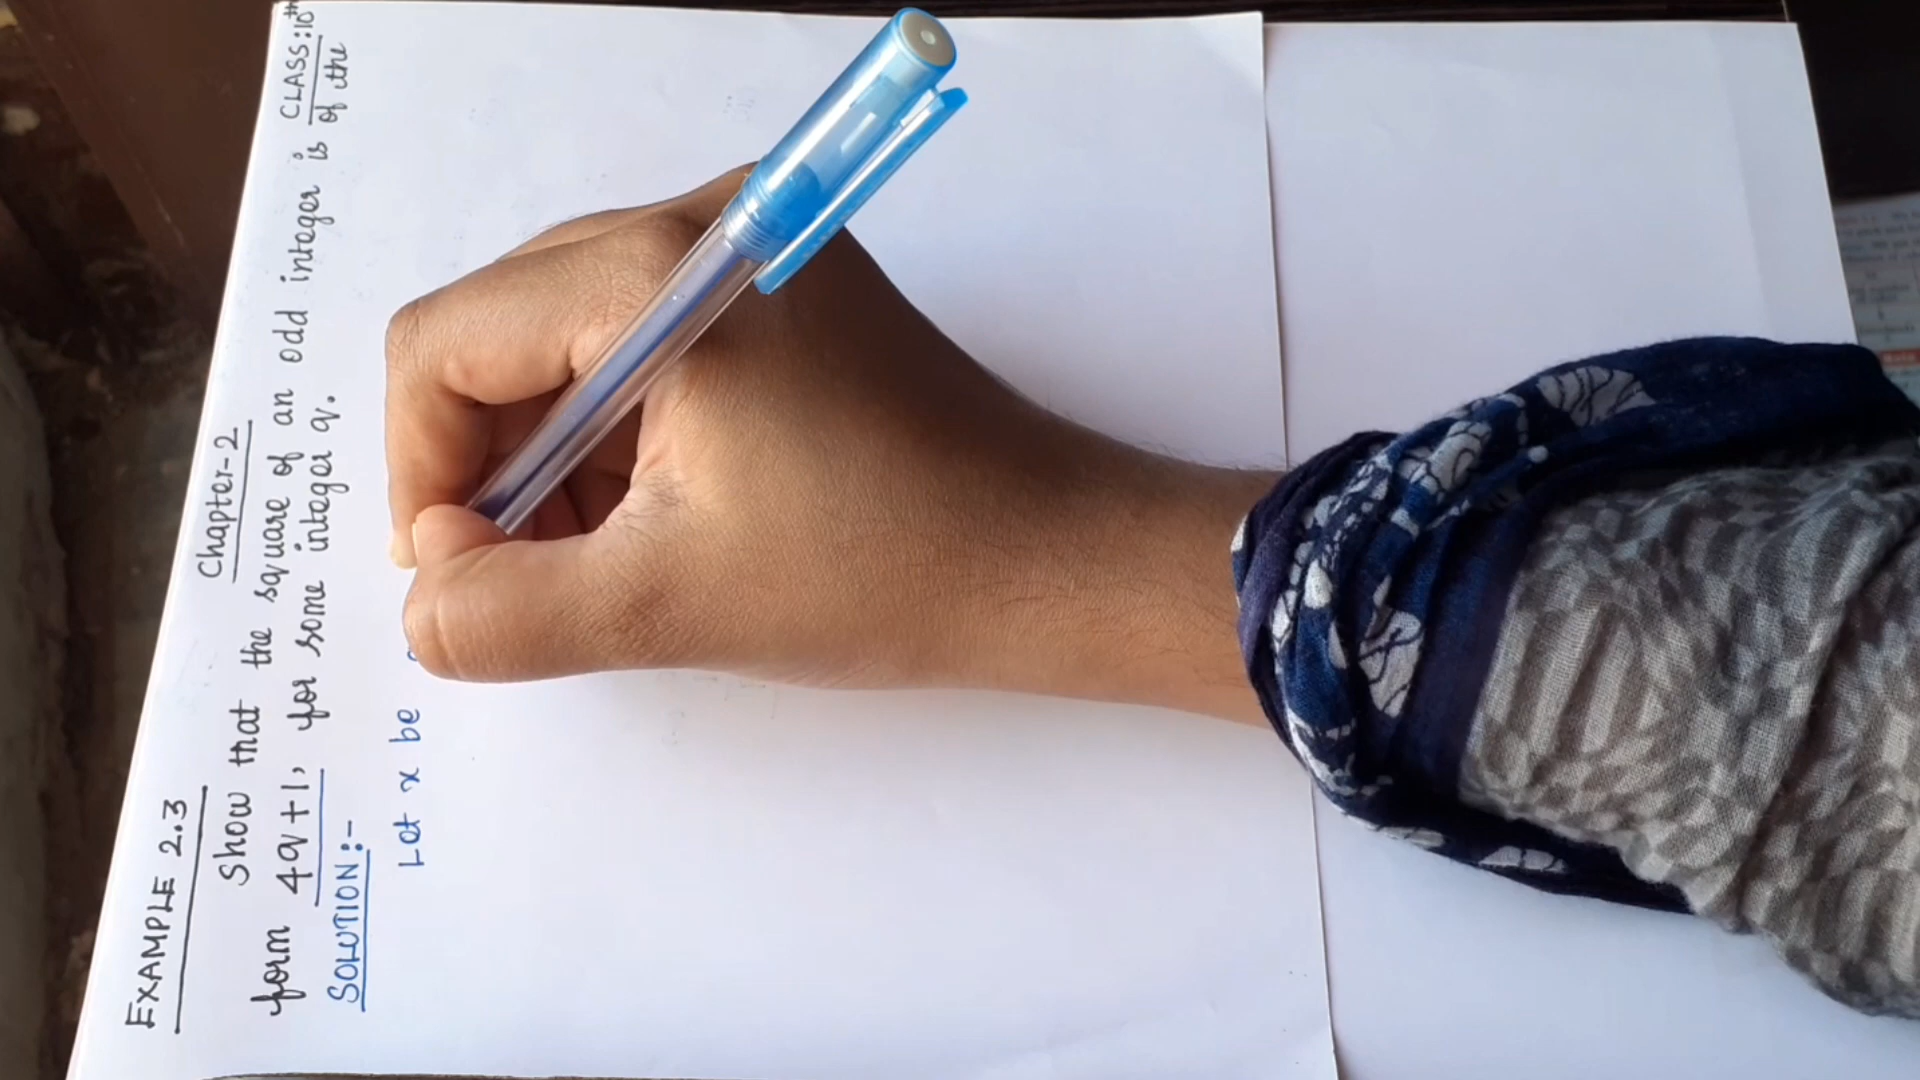 CLASS:10th
Chapter-2
EXAMPLE 2.3
Show that the square of an odd integer is of the
form 4q+1, for some integer q.
SOLUTION:-
Let x be